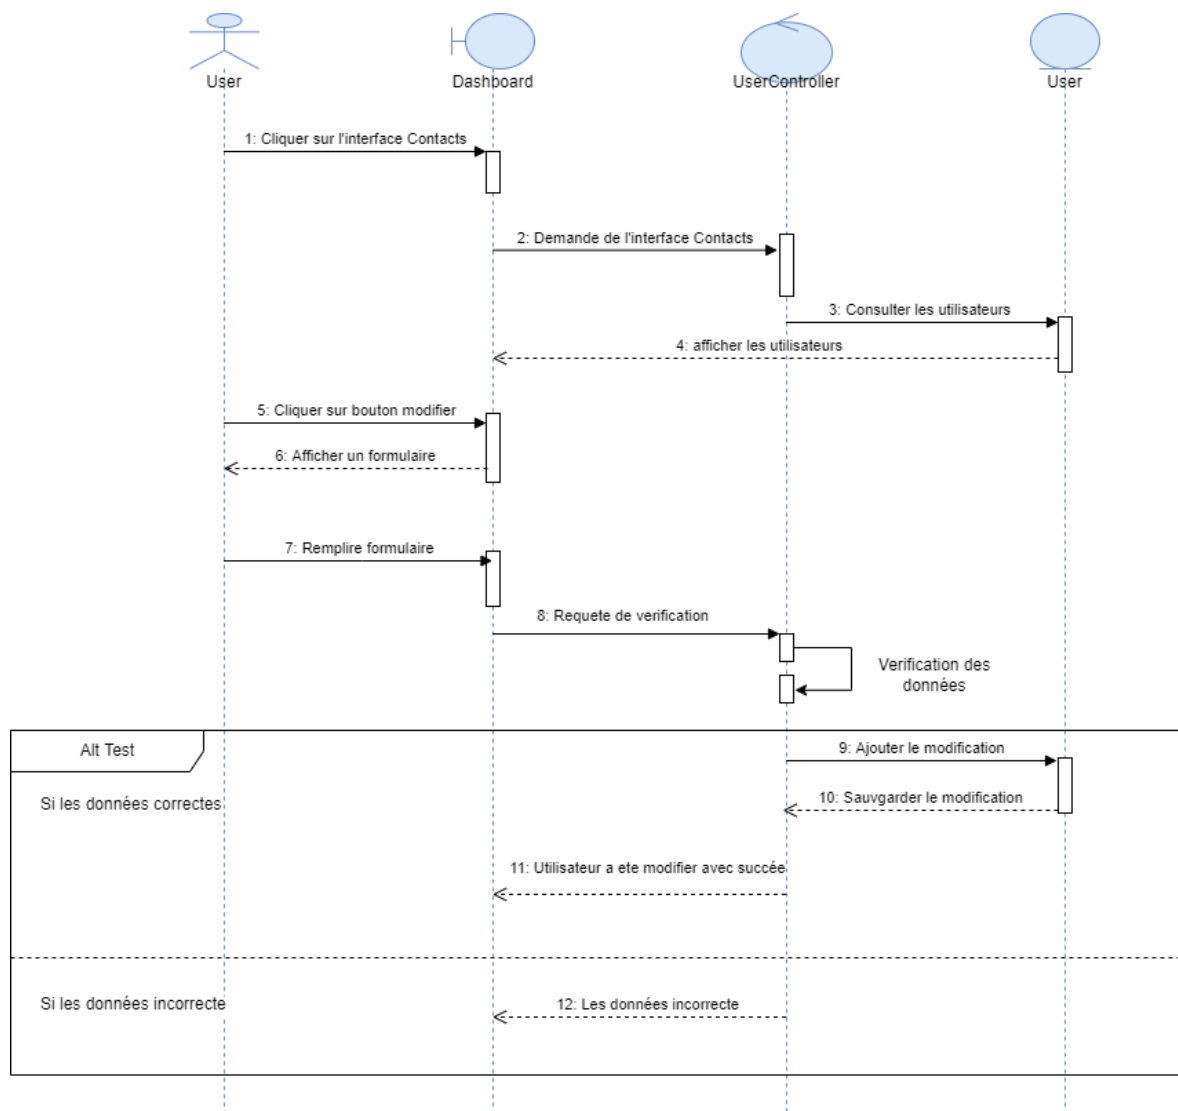 User
Dashboard
UserController
User
1: Cliquer sur l'interface Contacts
2: Demande de l'interface Contacts
3: Consulter les utilisateurs
4: afficher les utilisateurs
5: Cliquer sur bouton modifier
6: Afficher un formulaire
7: Remplire formulaire
8: Requete de verification
Verification des
données
Alt Test
9: Ajouter le modification
Si les données correctes
10: Sauvgarder le modification
11: Utilisateur a ete modifier avec succée
Si les données incorrecte
12: Les données incorrecte